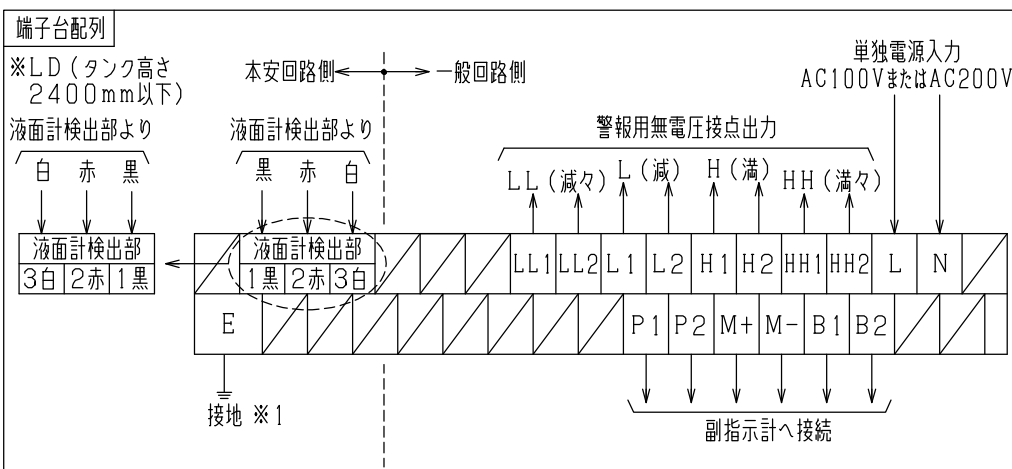 端子台配列
※LD(タンク高さ
2400mm以下)
液面計検出部より
白 赤 黒
液面計検出部
3白 2赤 1黒
本安回路側
一般回路側
液面計検出部より
黒 赤 白
液面計検出部
1黒 2赤 3白
警報用無電圧接点出力
LL(減々) L(減) H(満) HH(満々)
単独電源入力
AC100VまたはAC200V
LL1 LL2 L1 L2 H1 H2 HH1 HH2 L N
E P1 P2 M+ M- B1 B2
接地 ※1
副指示計へ接続